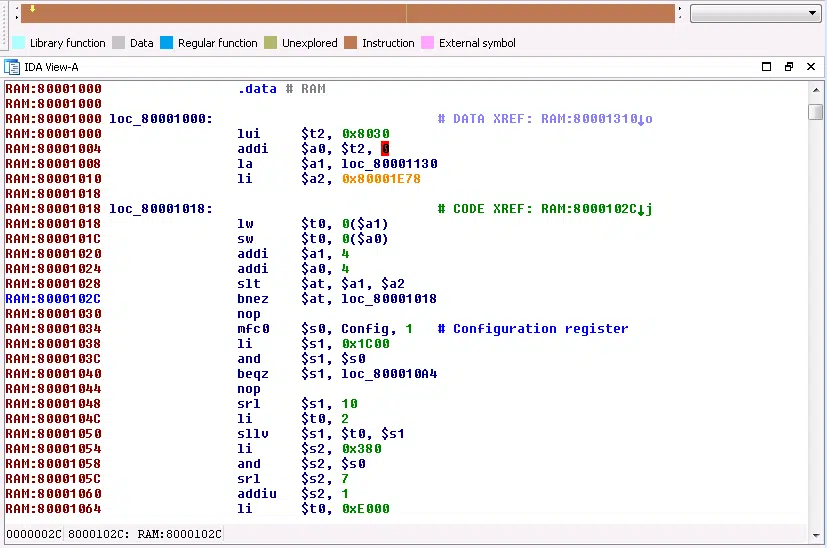 Library function Data Regular function Unexplored Instruction External symbol
IDA View-A
RAM:80001000 .data # RAM
RAM:80001000
RAM:80001000 loc_80001000: # DATA XREF: RAM:80001310↓o
RAM:80001000 lui $t2, 0x8030
RAM:80001004 addi $a0, $t2, 0
RAM:80001008 la $a1, loc_80001130
RAM:80001010 li $a2, 0x80001E78
RAM:80001018
RAM:80001018 loc_80001018: # CODE XREF: RAM:8000102C↓j
RAM:80001018 lw $t0, 0($a1)
RAM:8000101C sw $t0, 0($a0)
RAM:80001020 addi $a1, 4
RAM:80001024 addi $a0, 4
RAM:80001028 slt $at, $a1, $a2
RAM:8000102C bnez $at, loc_80001018
RAM:80001030 nop
RAM:80001034 mfc0 $s0, Config, 1 # Configuration register
RAM:80001038 li $s1, 0x1C00
RAM:8000103C and $s1, $s0
RAM:80001040 beqz $s1, loc_800010A4
RAM:80001044 nop
RAM:80001048 srl $s1, 10
RAM:8000104C li $t0, 2
RAM:80001050 sllv $s1, $t0, $s1
RAM:80001054 li $s2, 0x380
RAM:80001058 and $s2, $s0
RAM:8000105C srl $s2, 7
RAM:80001060 addiu $s2, 1
RAM:80001064 li $t0, 0xE000
0000002C 8000102C: RAM:8000102C